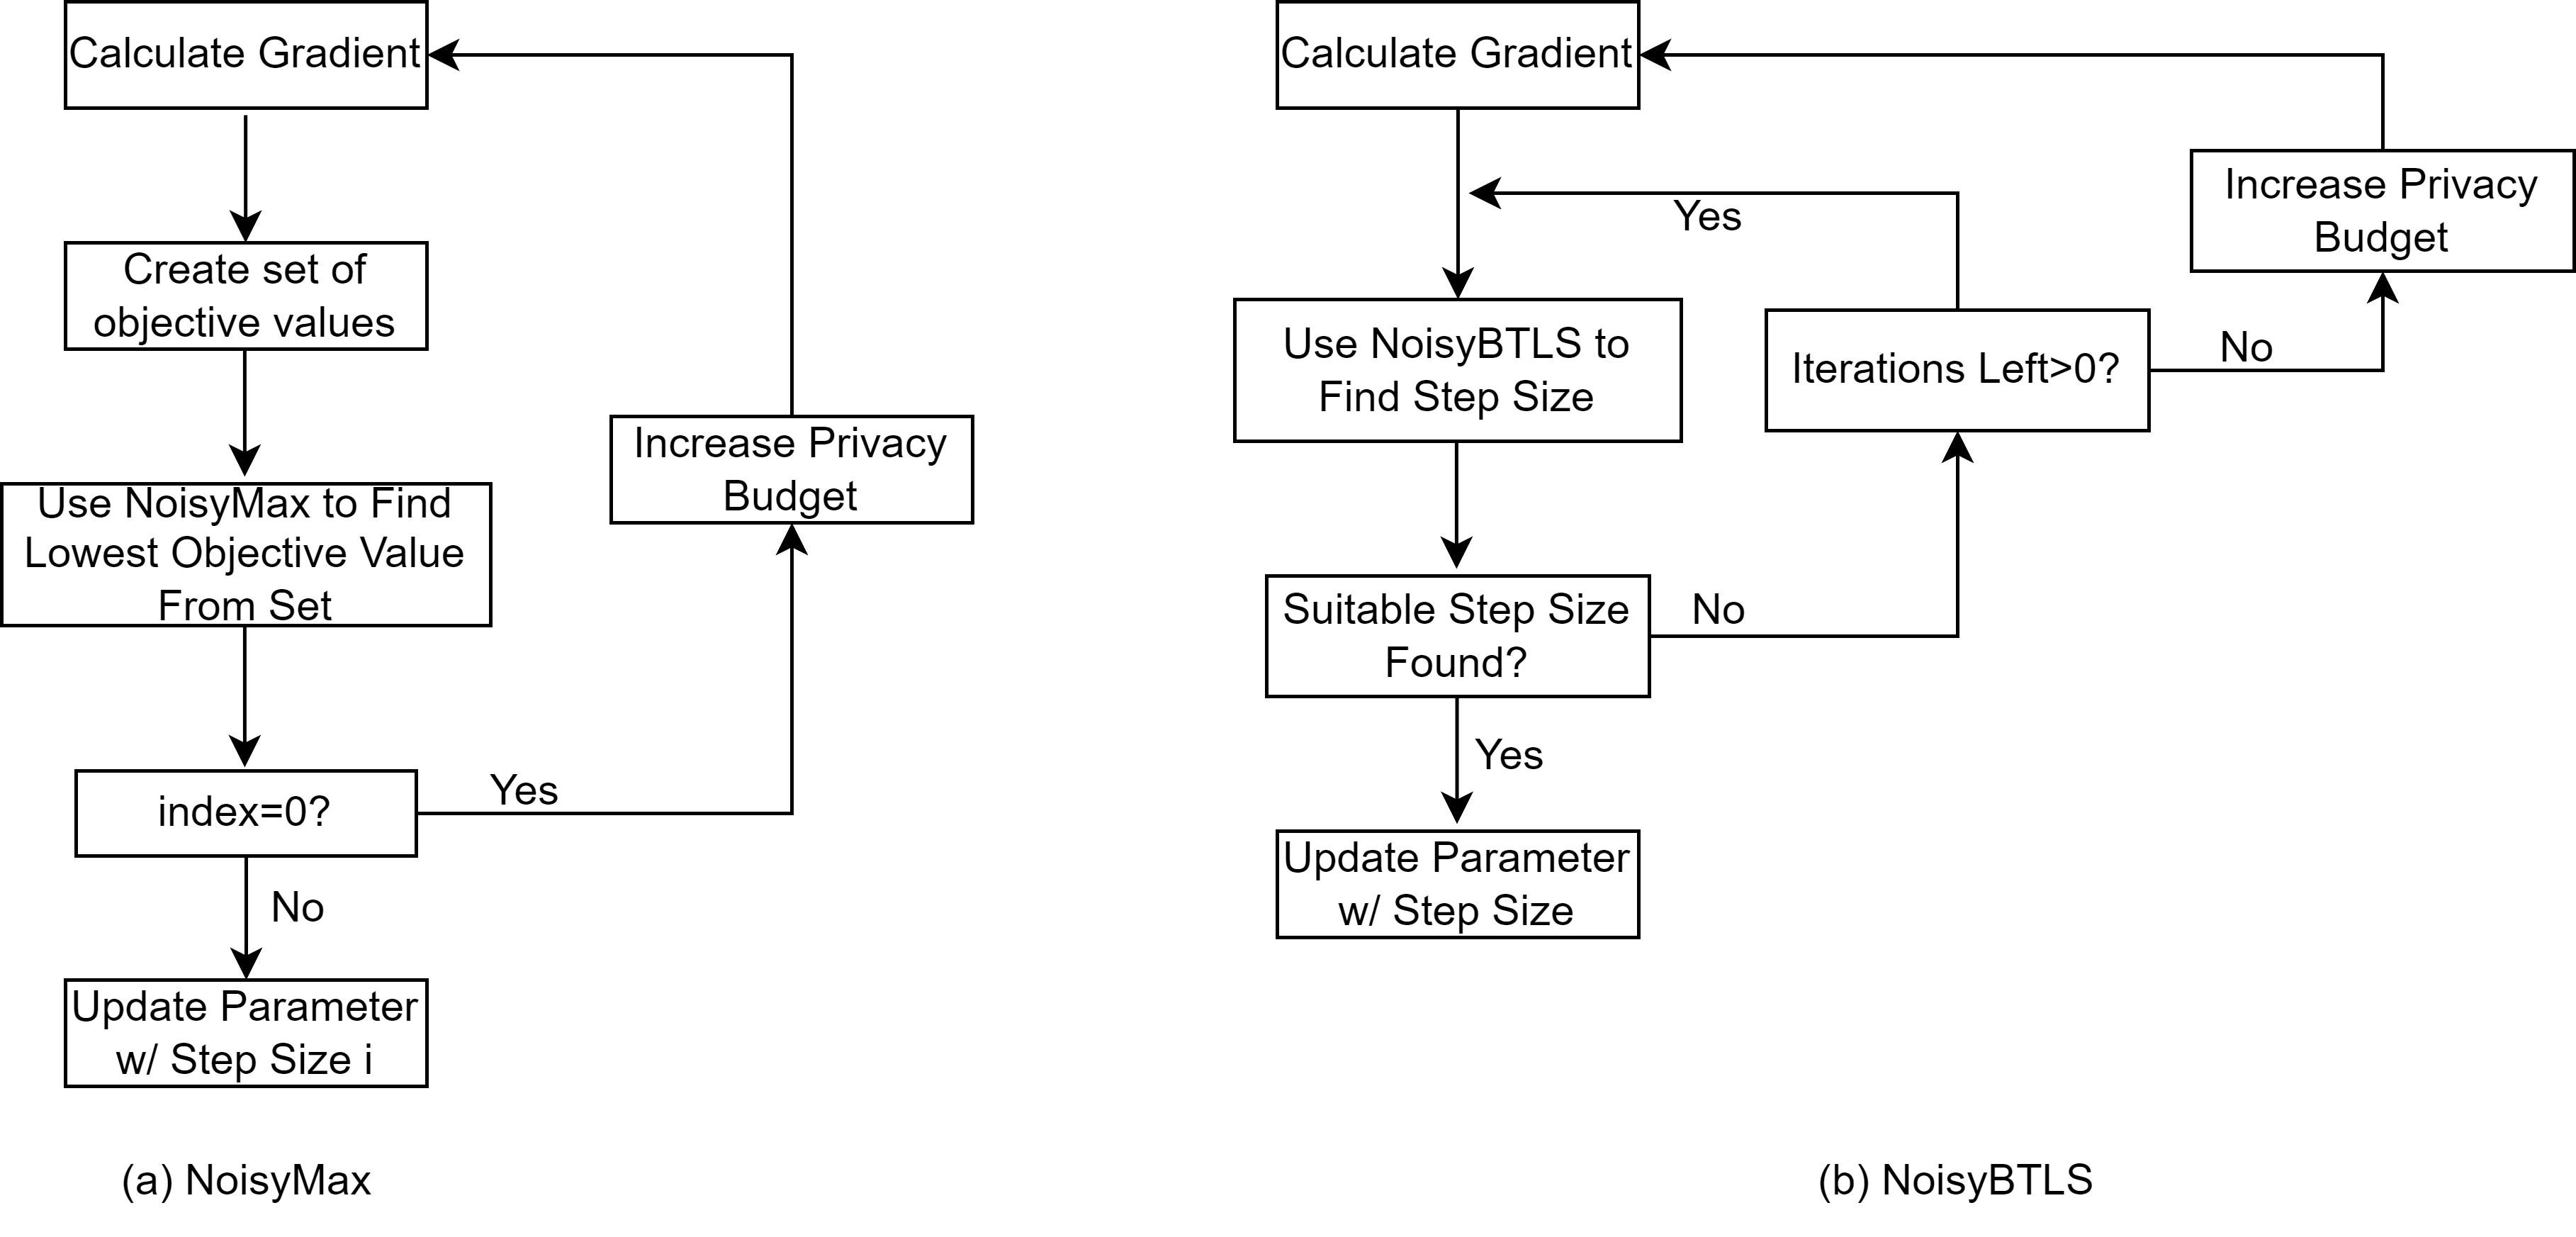 Calculate Gradient
Create set of
objective values
Use NoisyMax to Find
Lowest Objective Value
From Set
Increase Privacy
Budget
index=0?
Yes
No
Update Parameter
w/ Step Size i
(a) NoisyMax
Calculate Gradient
Yes
Increase Privacy
Budget
Use NoisyBTLS to
Find Step Size
Iterations Left>0?
No
Suitable Step Size
Found?
No
Yes
Update Parameter
w/ Step Size
(b) NoisyBTLS